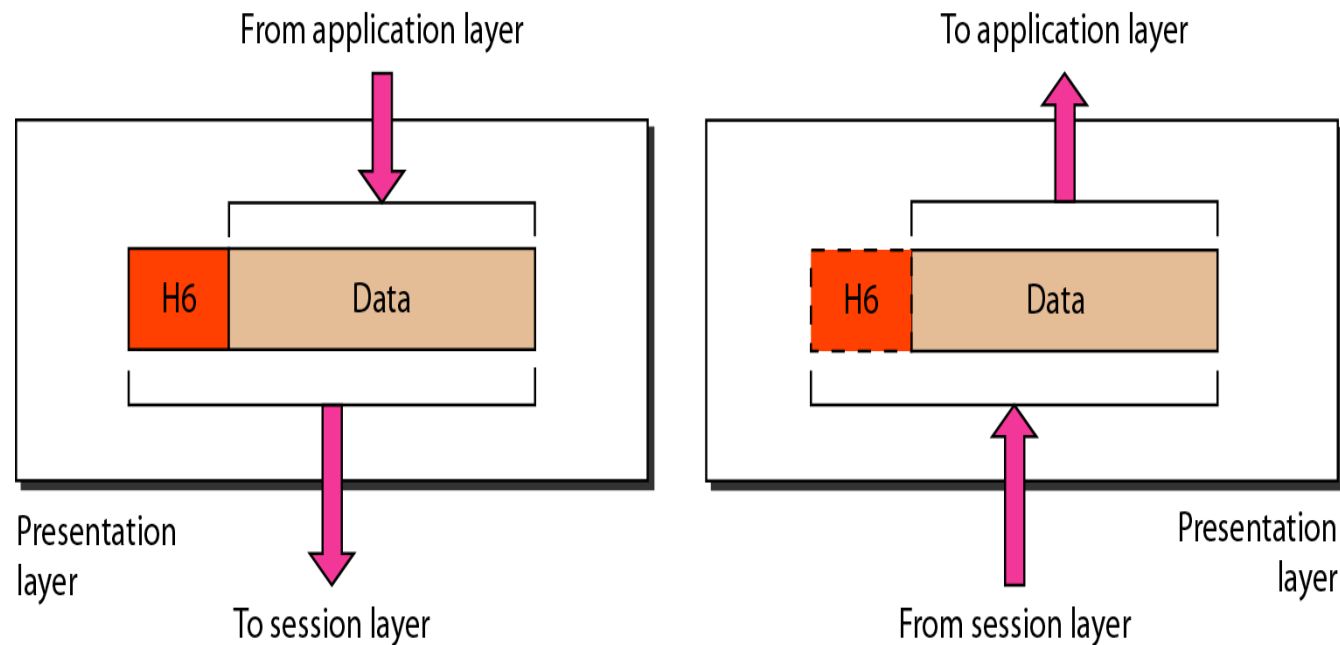 From application layer
To application layer
H6
Data
H6
Data
Presentation
layer
Presentation
layer
To session layer
From session layer